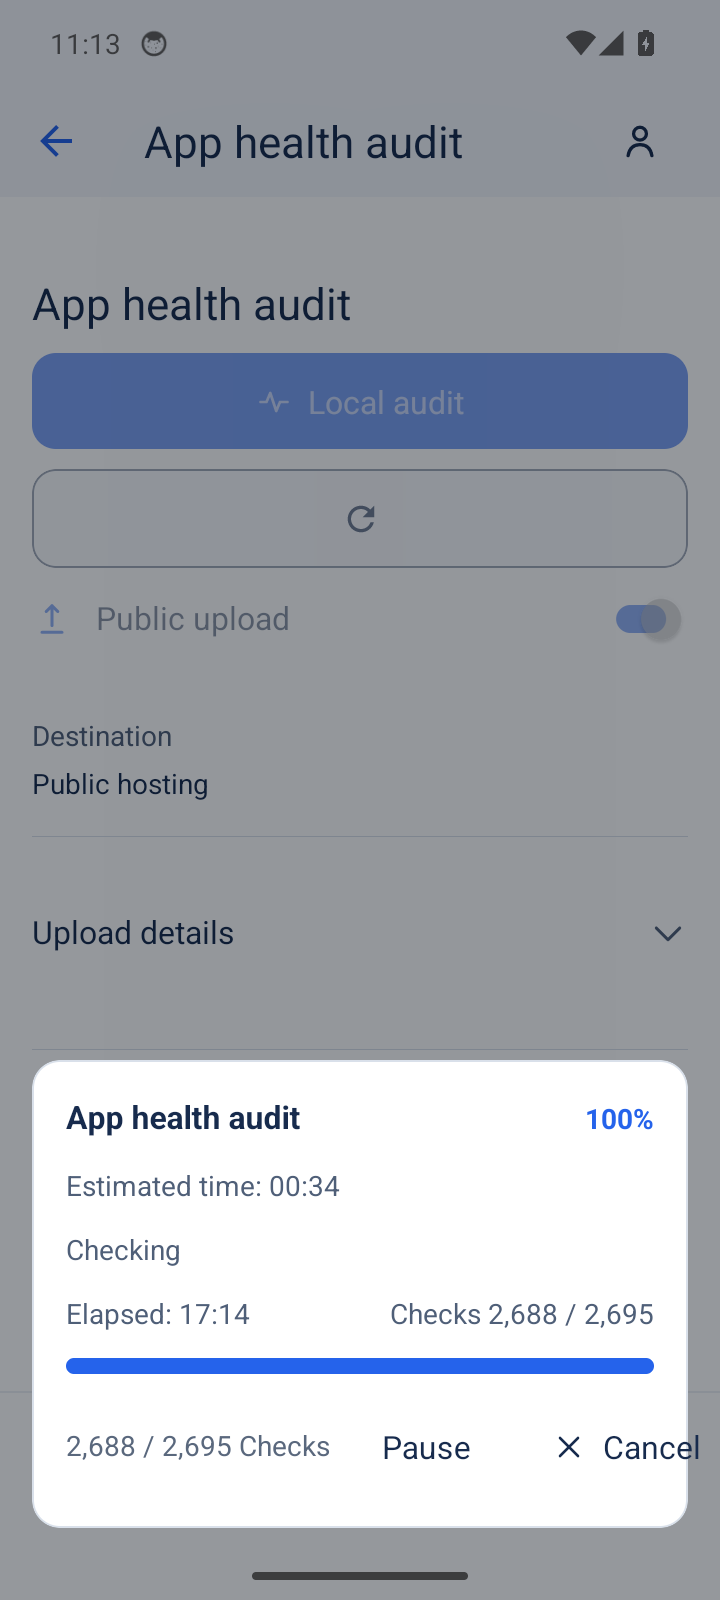 11:13
App health audit
App health audit
Local audit
Public upload
Destination
Public hosting
Upload details
App health audit
100%
Estimated time: 00:34
Checking
Elapsed: 17:14
Checks 2,688 / 2,695
2,688 / 2,695 Checks
Pause
Cancel